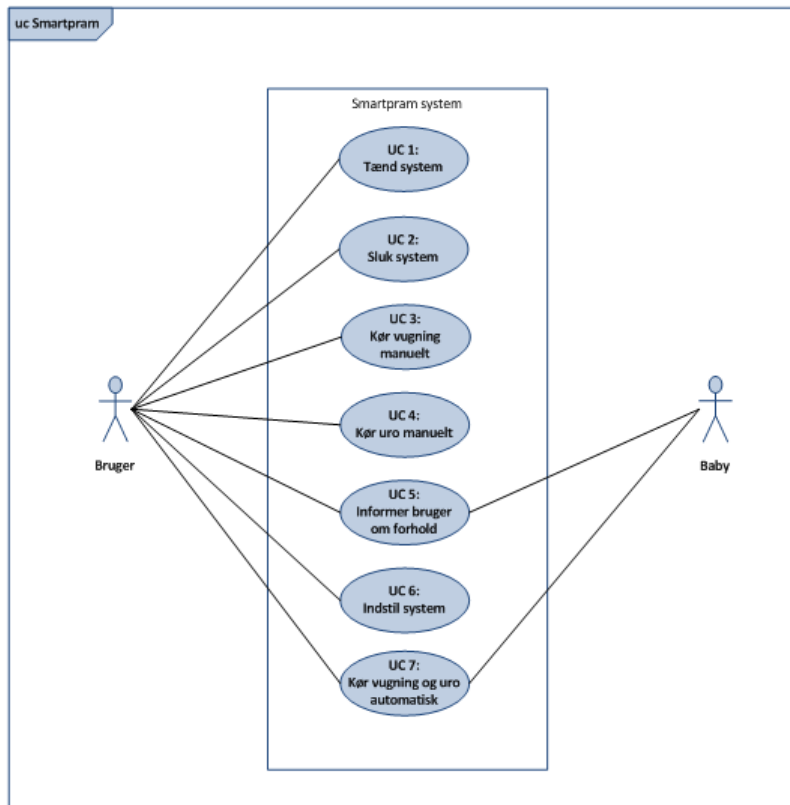 uc Smartpram
Smartpram system
UC 1:
Tænd system
UC 2:
Sluk system
UC 3:
Kør vugning
manuelt
UC 4:
Kør uro manuelt
Bruger
Baby
UC 5:
Informer bruger
om forhold
UC 6:
Indstil system
UC 7:
Kør vugning og uro
automatisk